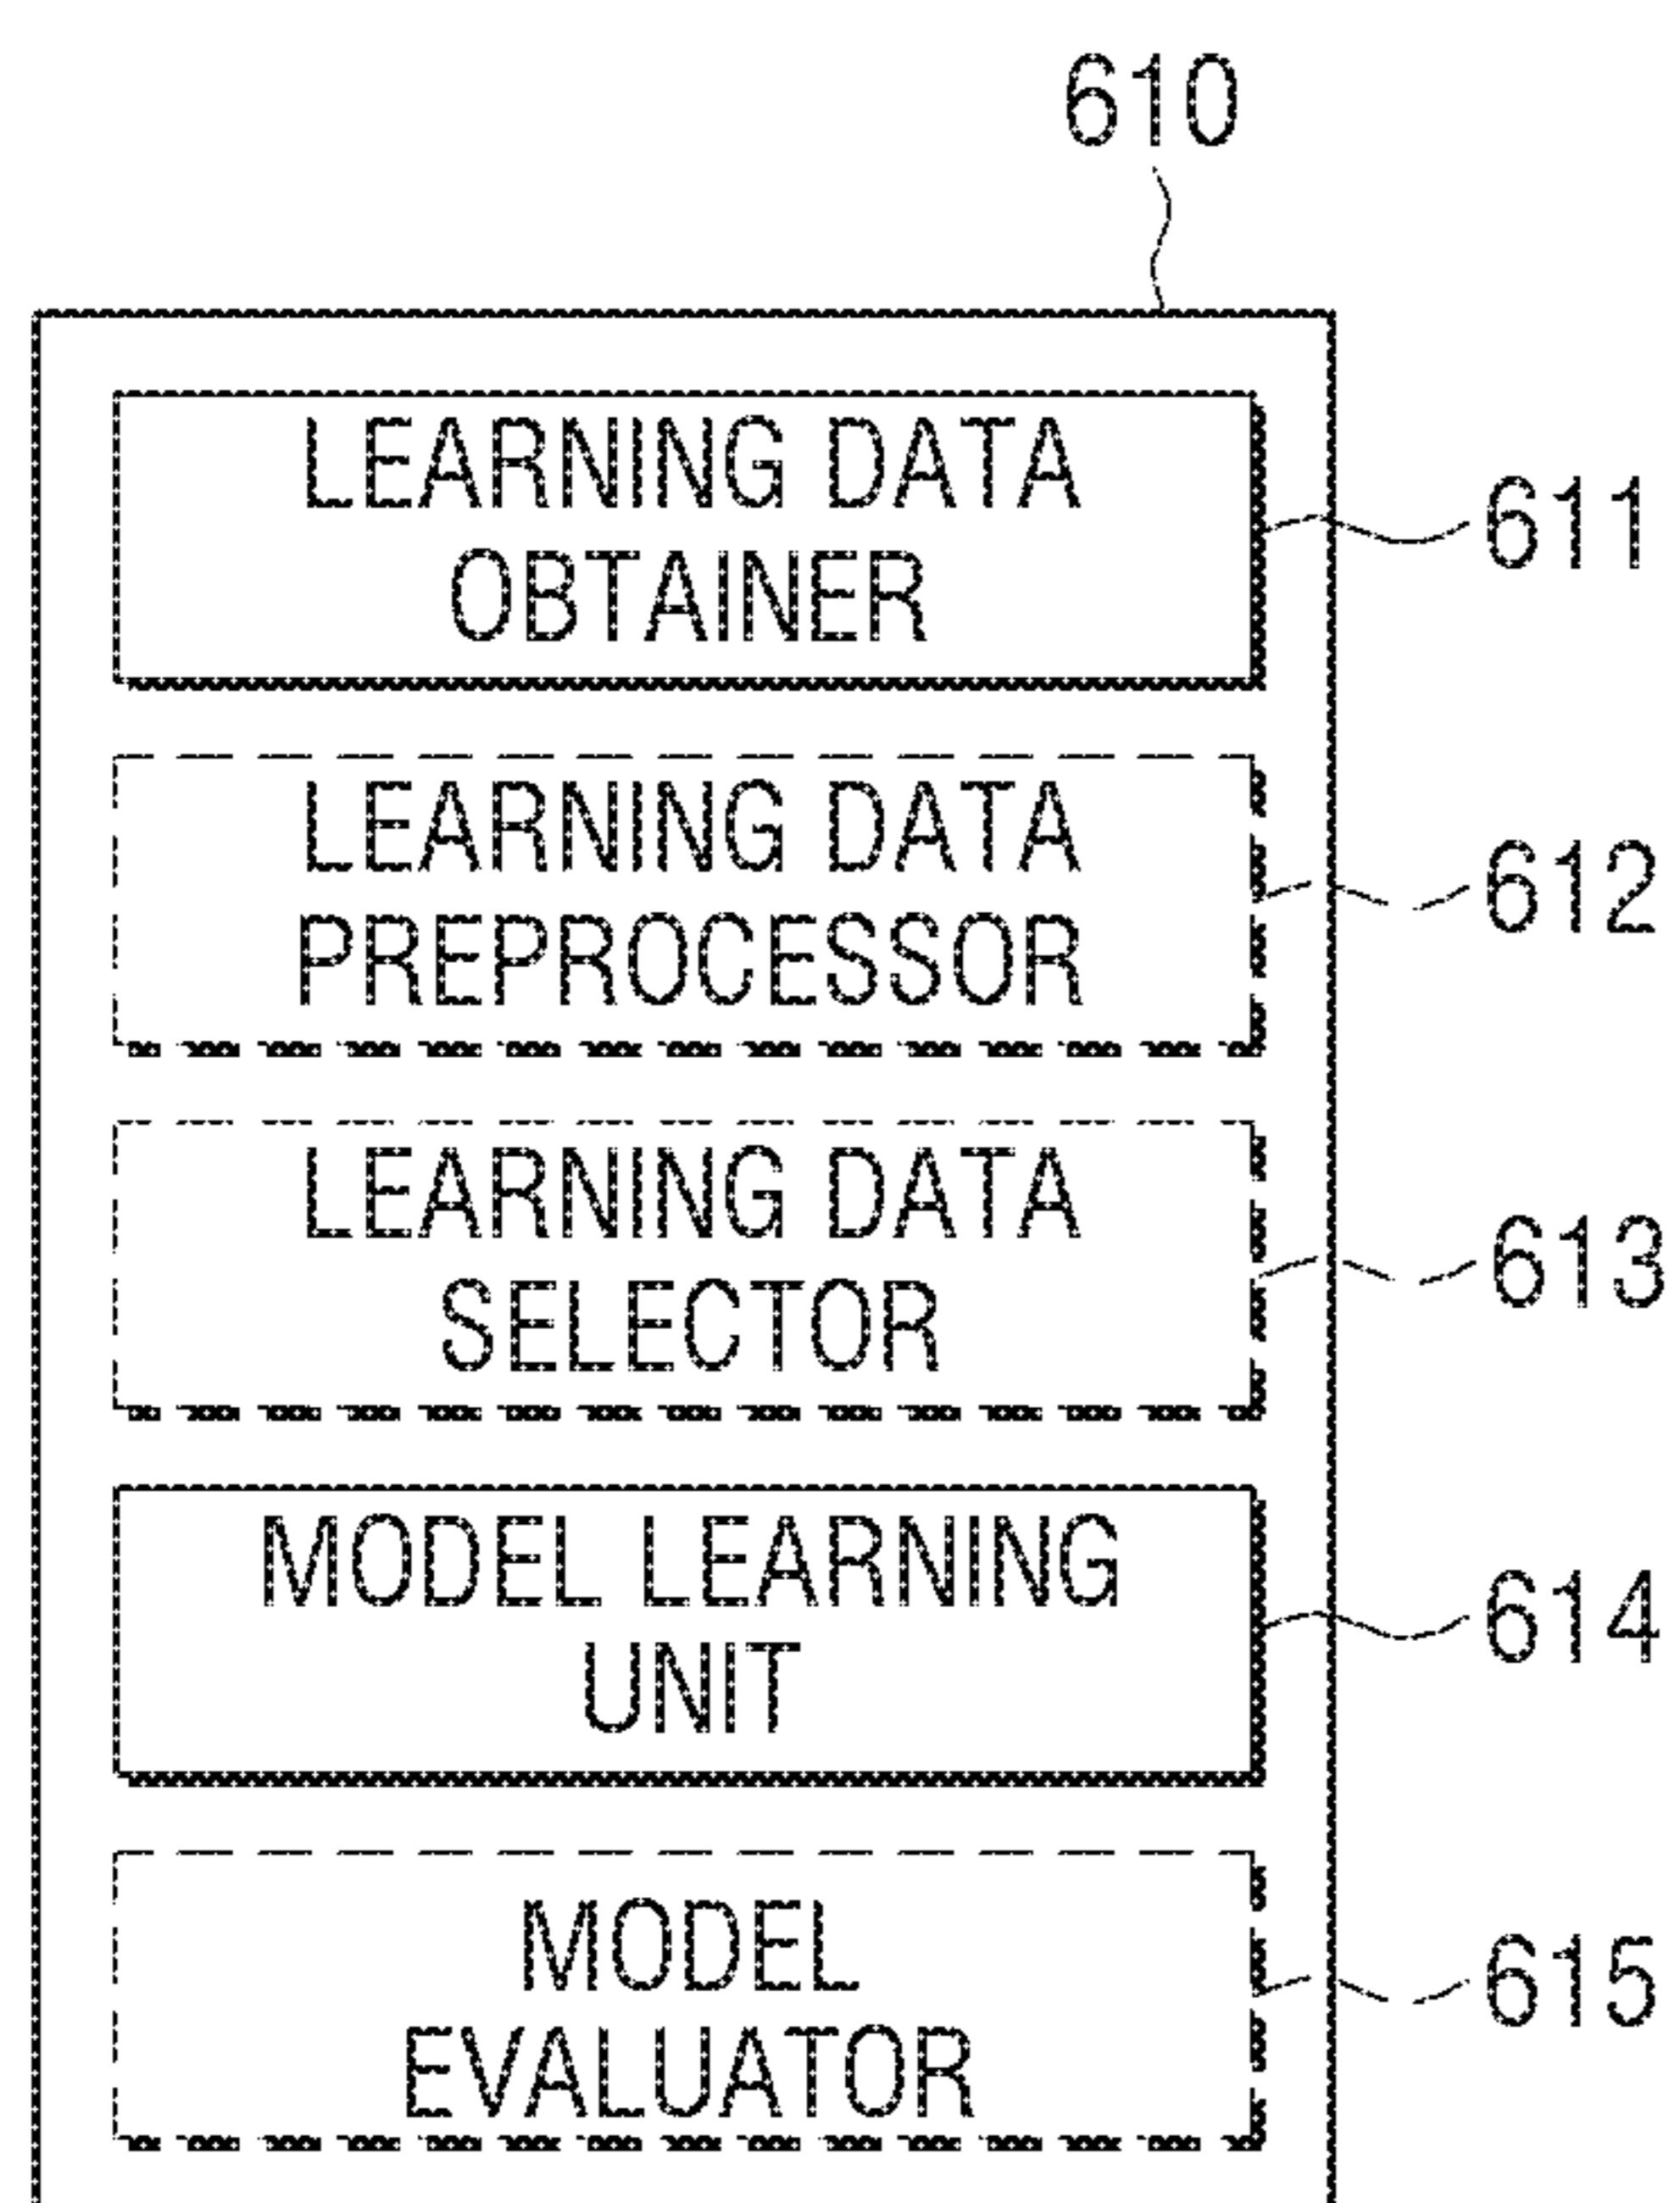 610
LEARNING DATA
OBTAINER
611
LEARNING DATA
PREPROCESSOR
612
LEARNING DATA
SELECTOR
613
MODEL LEARNING
UNIT
614
MODEL
EVALUATOR
615